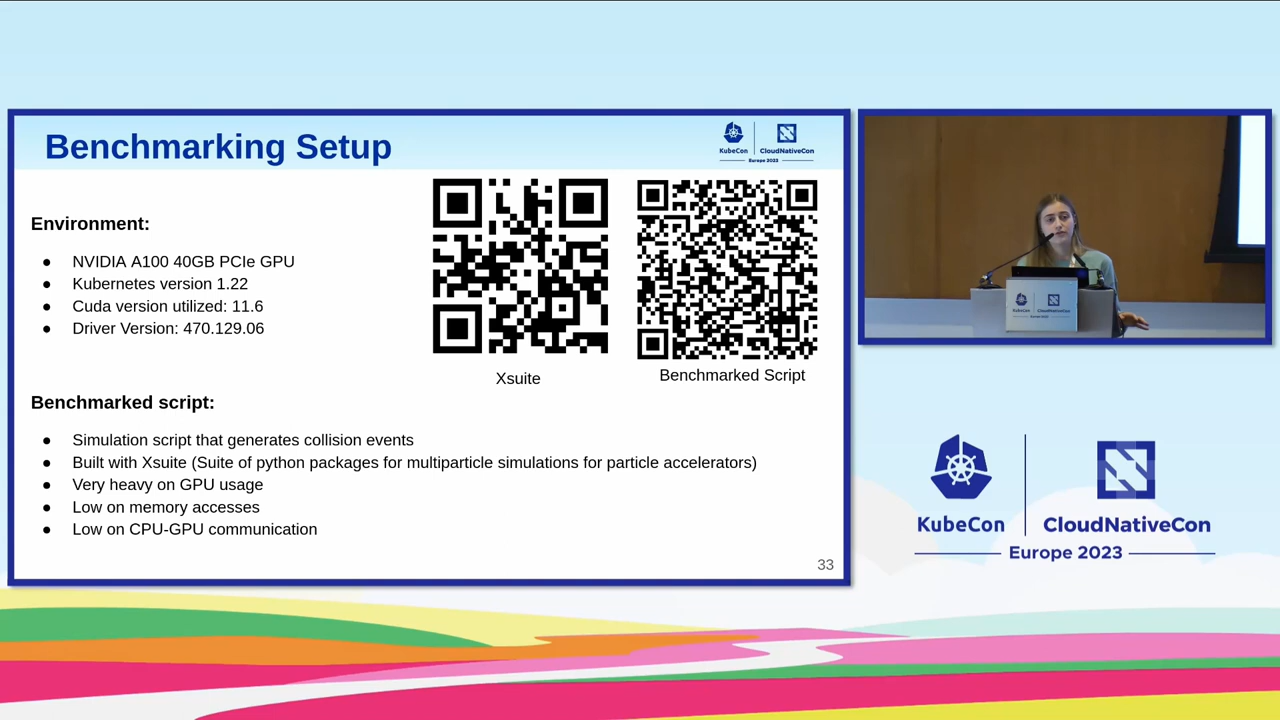 Benchmarking Setup
KubeCon
CloudNativeCon
Europe 2023
Environment:
● NVIDIA A100 40GB PCIe GPU
● Kubernetes version 1.22
● Cuda version utilized: 11.6
● Driver Version: 470.129.06
Xsuite
Benchmarked Script
Benchmarked script:
● Simulation script that generates collision events
● Built with Xsuite (Suite of python packages for multiparticle simulations for particle accelerators)
● Very heavy on GPU usage
● Low on memory accesses
● Low on CPU-GPU communication
33
KubeCon
CloudNativeCon
Europe 2023